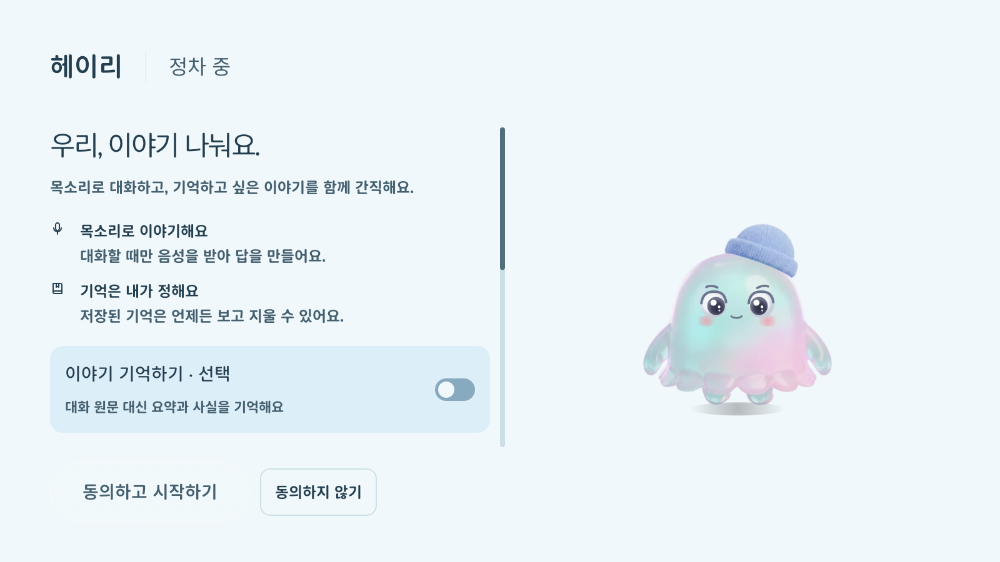 헤이리
정차 중
우리, 이야기 나눠요.
목소리로 대화하고, 기억하고 싶은 이야기를 함께 간직해요.
목소리로 이야기해요
대화할 때만 음성을 받아 답을 만들어요.
기억은 내가 정해요
저장된 기억은 언제든 보고 지울 수 있어요.
이야기 기억하기 · 선택
대화 원문 대신 요약과 사실을 기억해요
동의하고 시작하기
동의하지 않기